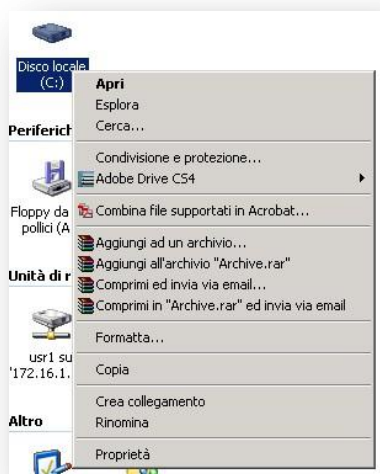 Disco locale
(C:)
Apri
Esplora
Cerca...
Periferich
Condivisione e protezione...
Adobe Drive CS4
Floppy da
pollici (A
Combina file supportati in Acrobat...
Aggiungi ad un archivio...
Aggiungi all'archivio "Archive.rar"
Unità di r
Comprimi ed invia via email...
Comprimi in "Archive.rar" ed invia via email
Formatta...
usr1 su
'172.16.1.
Copia
Crea collegamento
Altro
Rinomina
Proprietà